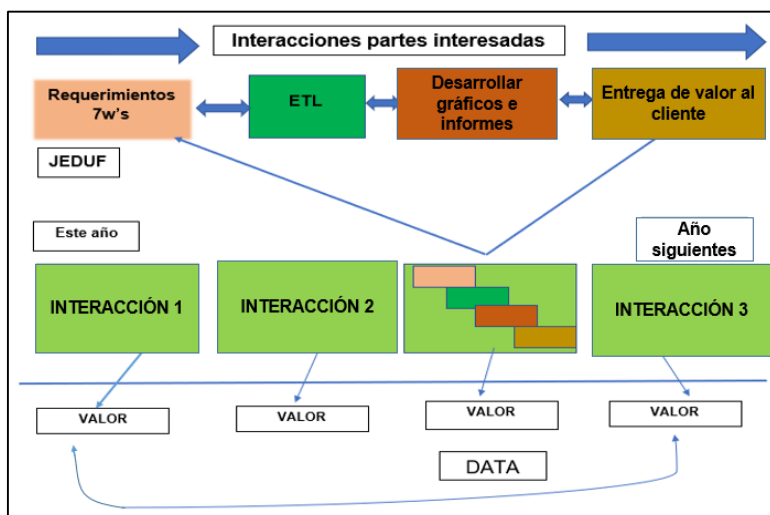 Interacciones partes interesadas
Requerimientos
7w's
ETL
Desarrollar
gráficos e
informes
Entrega de valor al
cliente
JEDUF
Este año
Año
siguientes
INTERACCIÓN 1
INTERACCIÓN 2
INTERACCIÓN 3
VALOR
VALOR
VALOR
VALOR
DATA